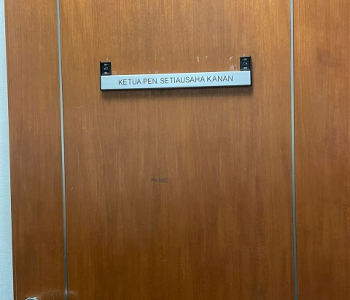 KETUA PEN. SETIAUSAHA KANAN